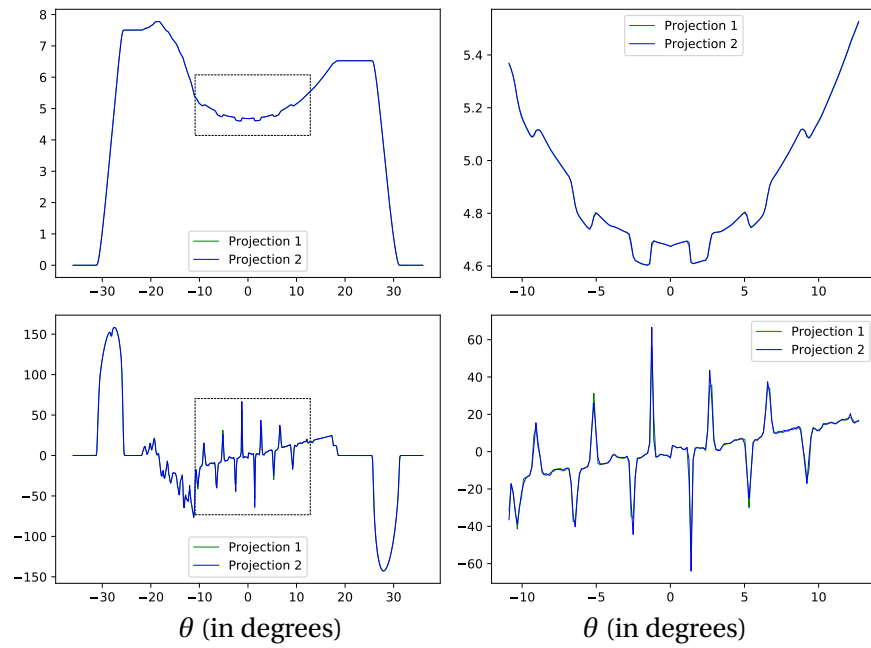 8
7
6
5
4
3
2
1
0
−30 −20 −10 0 10 20 30
Projection 1
Projection 2
5.4
5.2
5.0
4.8
4.6
−10 −5 0 5 10
Projection 1
Projection 2
150
100
50
0
−50
−100
−150
−30 −20 −10 0 10 20 30
Projection 1
Projection 2
θ (in degrees)
60
40
20
0
−20
−40
−60
−10 −5 0 5 10
Projection 1
Projection 2
θ (in degrees)